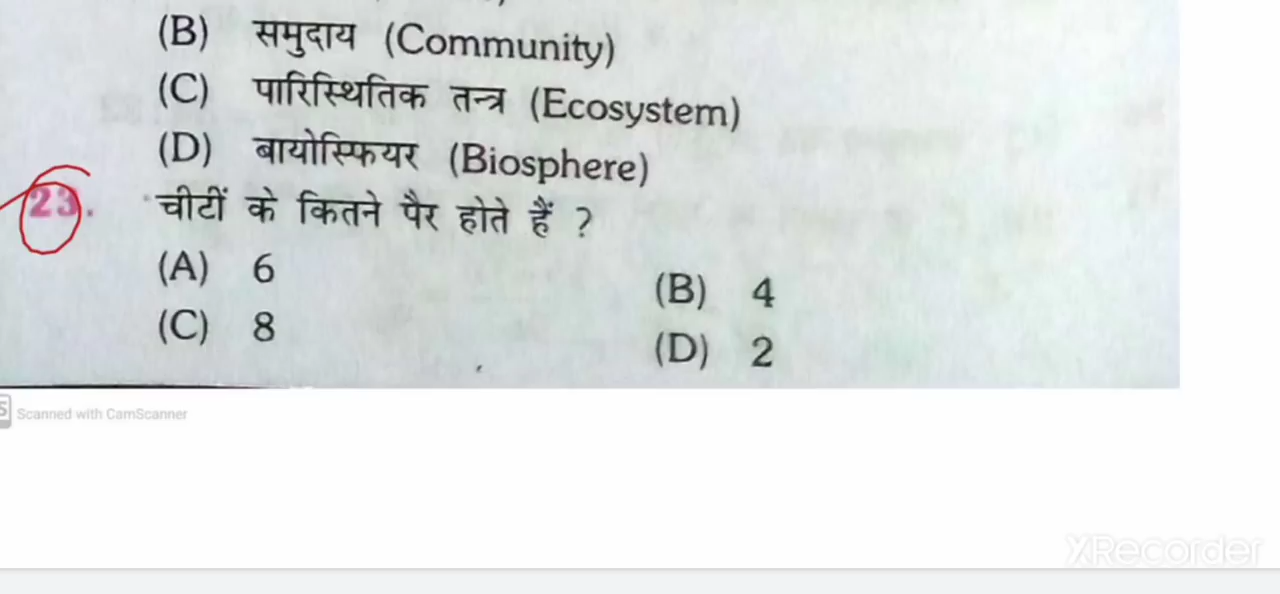 (B) समुदाय (Community)
(C) पारिस्थितिक तन्त्र (Ecosystem)
(D) बायोस्फियर (Biosphere)
23. चीटीं के कितने पैर होते हैं ?
(A) 6 (B) 4
(C) 8 (D) 2
Scanned with CamScanner
XRecorder